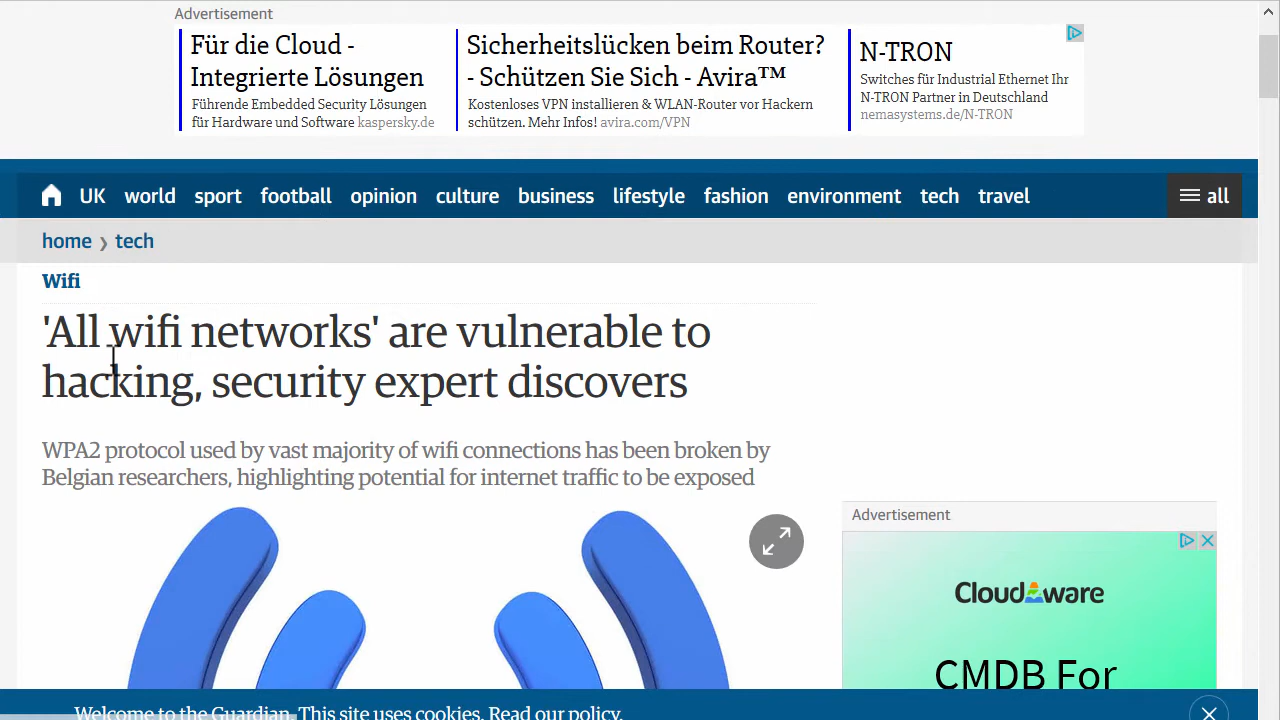 Advertisement
Für die Cloud -
Integrierte Lösungen
Führende Embedded Security Lösungen
für Hardware und Software kaspersky.de
Sicherheitslücken beim Router?
- Schützen Sie Sich - Avira™
Kostenloses VPN installieren & WLAN-Router vor Hackern
schützen. Mehr Infos! avira.com/VPN
N-TRON
Switches für Industrial Ethernet Ihr
N-TRON Partner in Deutschland
nemasystems.de/N-TRON
UK world sport football opinion culture business lifestyle fashion environment tech travel all
home › tech
Wifi
'All wifi networks' are vulnerable to
hacking, security expert discovers
WPA2 protocol used by vast majority of wifi connections has been broken by
Belgian researchers, highlighting potential for internet traffic to be exposed
Advertisement
Cloudaware
CMDB For
Welcome to the Guardian. This site uses cookies. Read our policy.